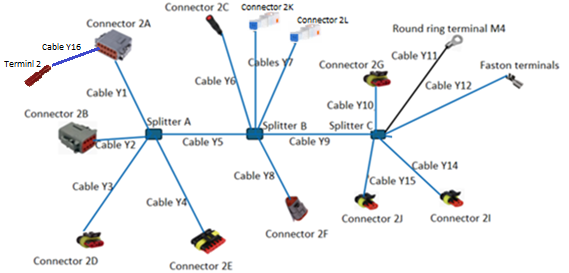 Connector 2A
Connector 2C
Connector 2K
Connector 2L
Round ring terminal M4
Cable Y16
Termini 2
Connector 2G
Cable Y11
Faston terminals
Cable Y1
Cable Y6
Cables Y7
Cable Y10
Cable Y12
Connector 2B
Splitter A
Splitter B
Splitter C
Cable Y2
Cable Y5
Cable Y9
Cable Y3
Cable Y4
Cable Y8
Cable Y15
Cable Y14
Connector 2D
Connector 2E
Connector 2F
Connector 2J
Connector 2I